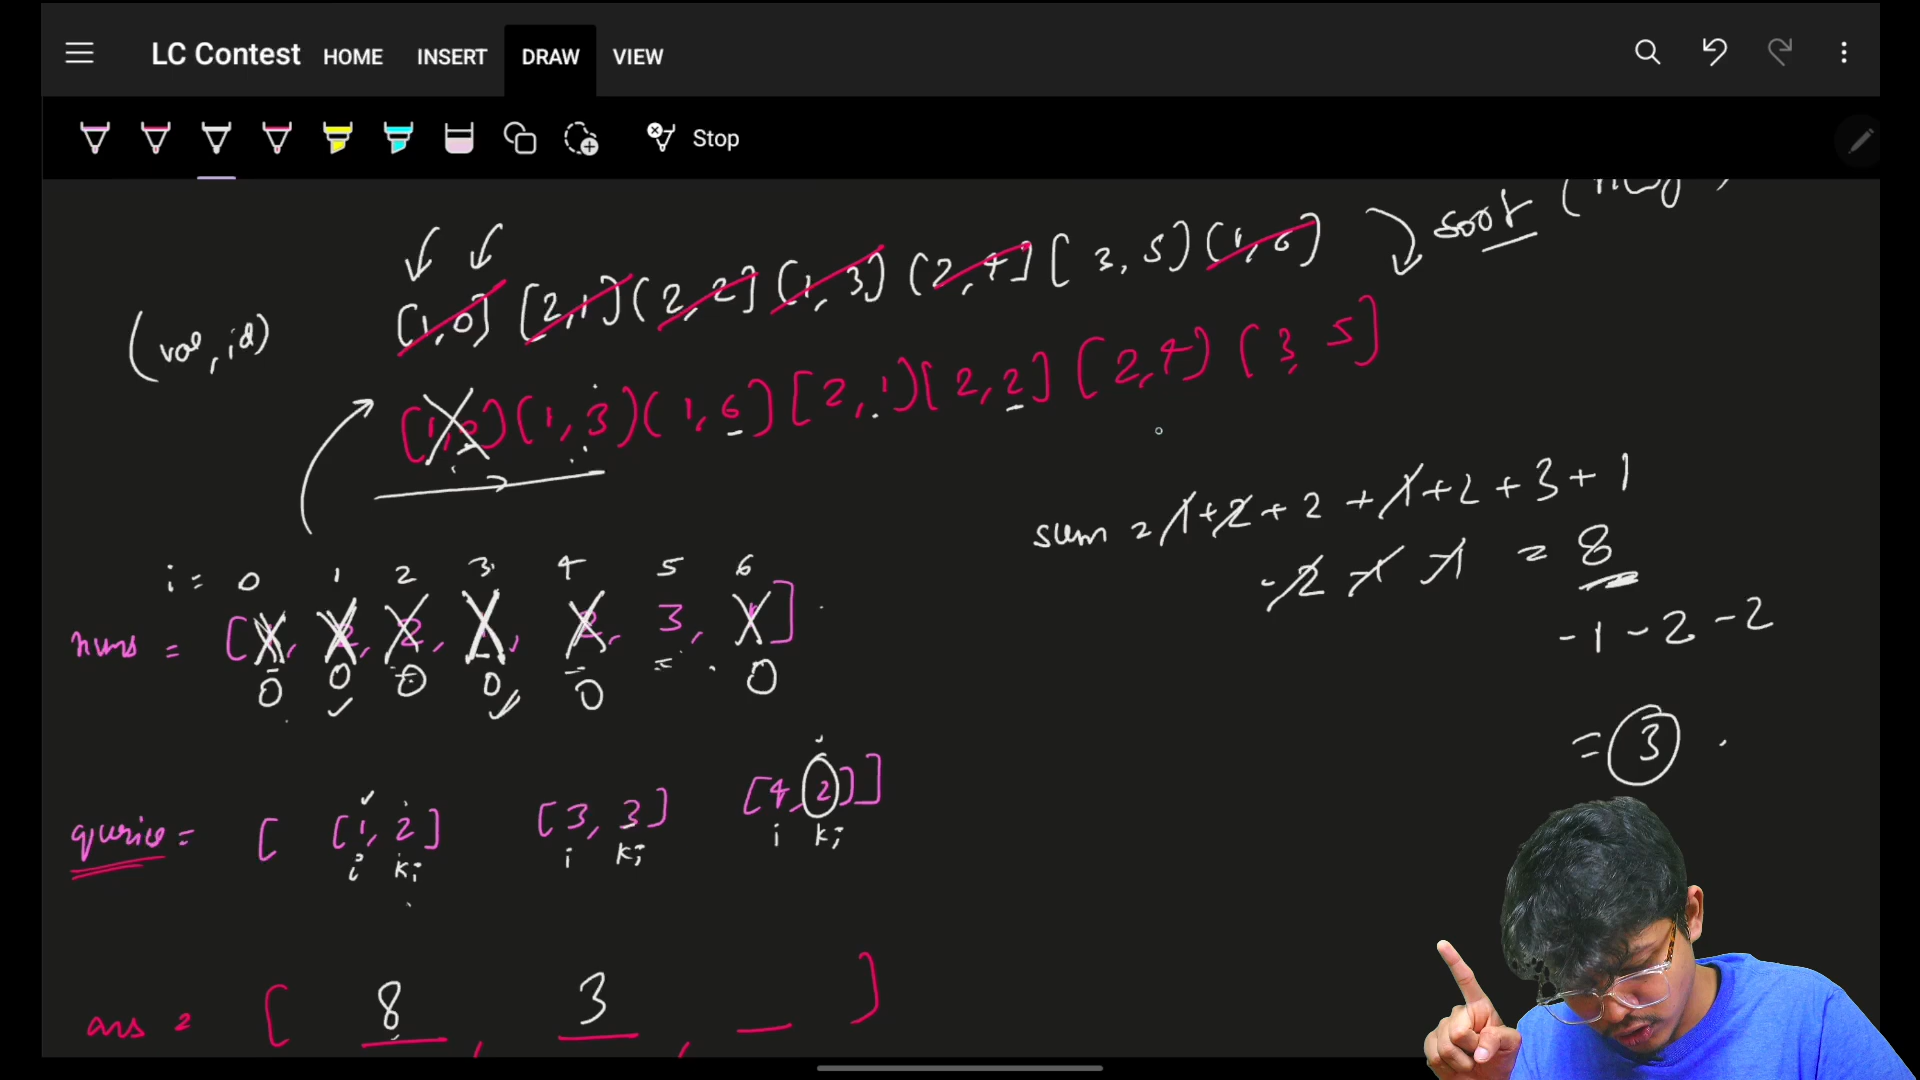 LC Contest HOME INSERT DRAW VIEW
Stop
sort
[1,0] [2,1] [2,2] [1,3] [2,4] [3,5] [1,6]
(val, id)
[1,0] [1,3] [1,6] [2,1] [2,2] [2,4] [3,5]
sum = 1+2+2+1+2+3+1
-2 -1 -1 = 8
-1 -2 -2
= 3
i = 0 1 2 3 4 5 6
nums = [1, 2, 2, 1, 2, 3, 1]
0 0 0 0 0 0
queries = [ [1,2] [3,3] [4,2]]
i ki i ki i ki
ans = [ 8 , 3 , ]